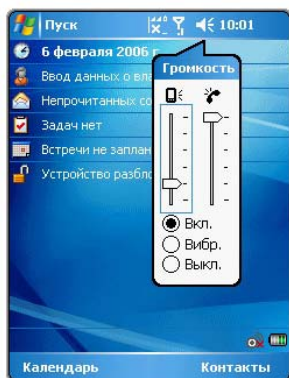 Пуск 10:01
6 февраля 2006 г
Громкость
Ввод данных о вла
Непрочитанных со
Задач нет
Встречи не заплан
Устройство разбло
Вкл.
Вибр.
Выкл.
Календарь Контакты